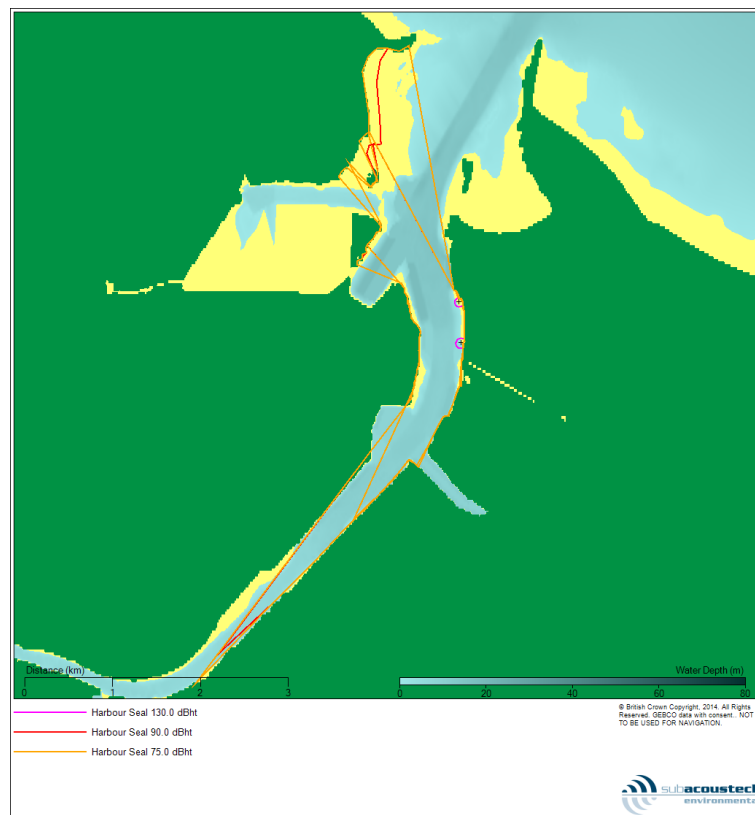 Distance (km)
0 1 2 3
Water Depth (m)
0 20 40 60 80
Harbour Seal 130.0 dBht
Harbour Seal 90.0 dBht
Harbour Seal 75.0 dBht
© British Crown Copyright, 2014. All Rights
Reserved. GEBCO data with consent.. NOT
TO BE USED FOR NAVIGATION.
subacoustech
environmenta